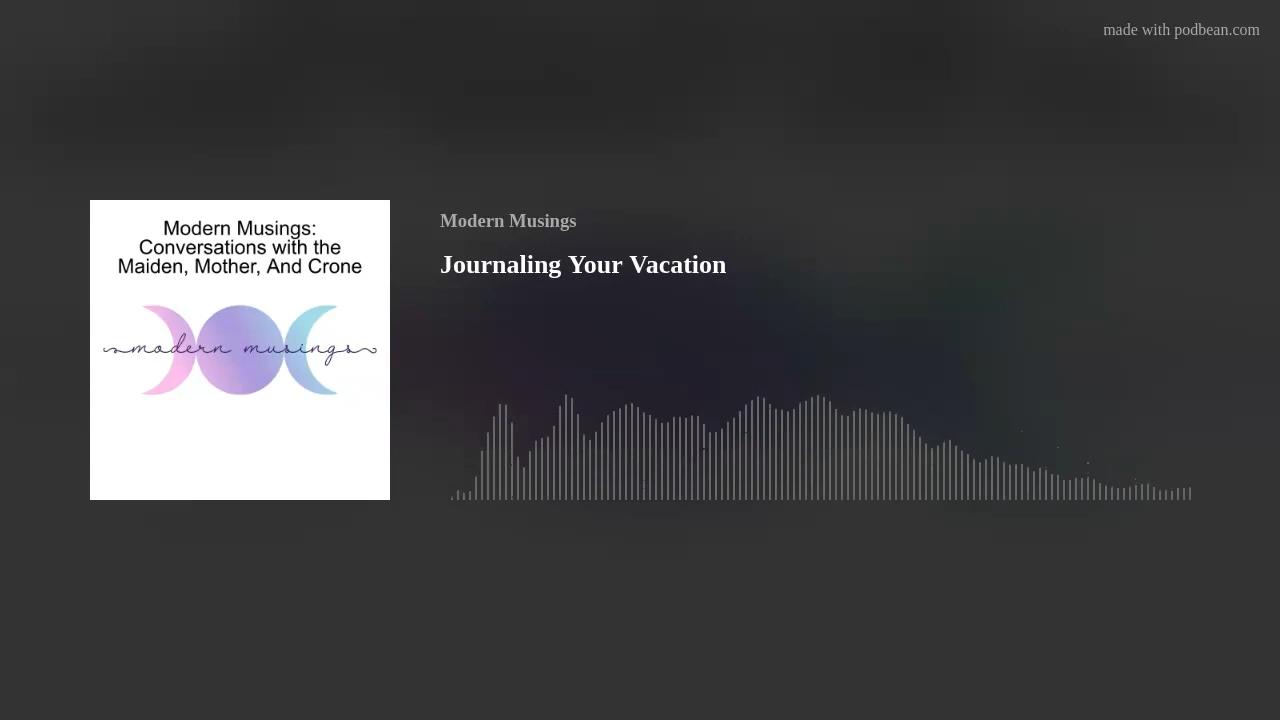 made with podbean.com
Modern Musings:
Conversations with the
Maiden, Mother, And Crone
modern musings
Modern Musings
Journaling Your Vacation